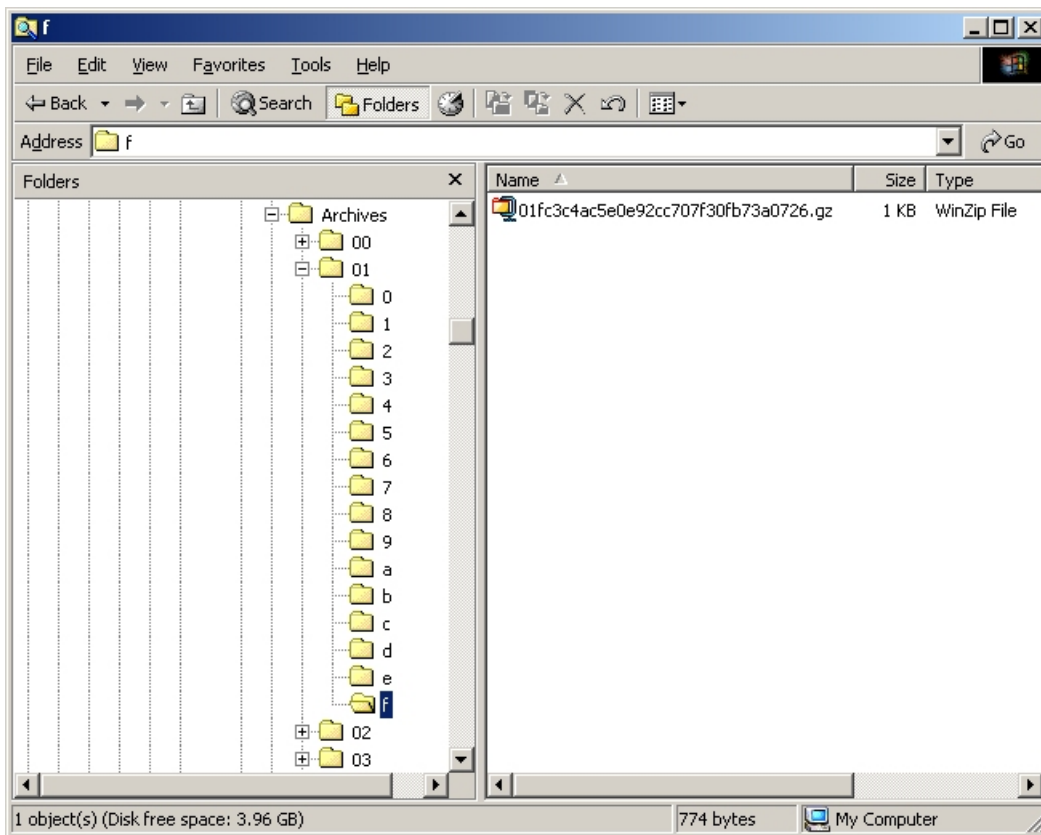 f
File Edit View Favorites Tools Help
Back Search Folders
Address f Go
Folders
Archives
00
01
0
1
2
3
4
5
6
7
8
9
a
b
c
d
e
f
02
03
Name Size Type
01fc3c4ac5e0e92cc707f30fb73a0726.gz 1 KB WinZip File
1 object(s) (Disk free space: 3.96 GB) 774 bytes My Computer